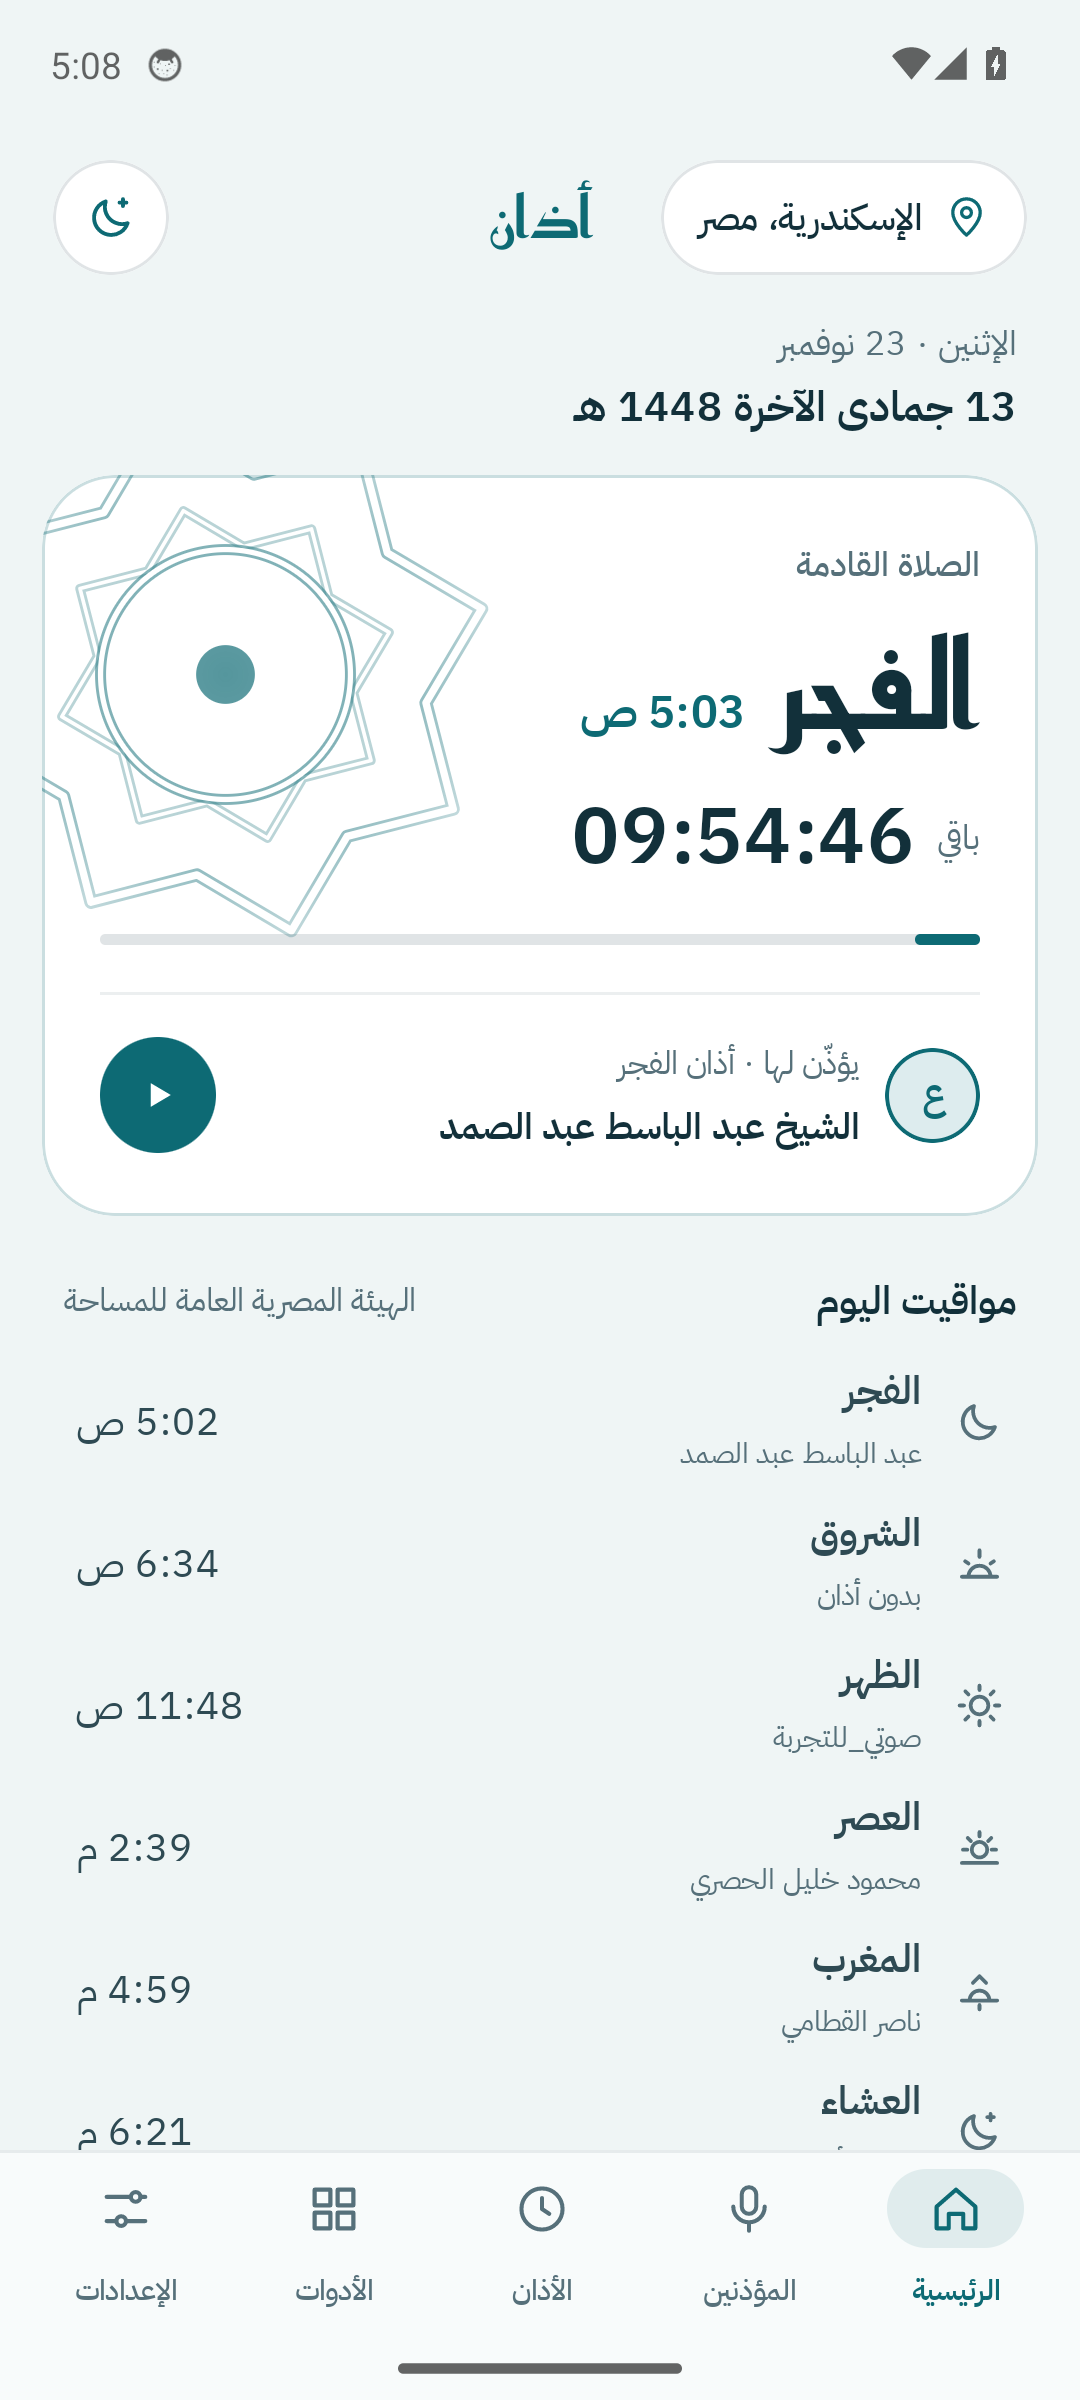 5:08
الإسكندرية، مصر
أذان
الإثنين · 23 نوفمبر
13 جمادى الآخرة 1448 هـ
الصلاة القادمة
الفجر 5:03 ص
باقي 09:54:46
يؤذّن لها · أذان الفجر
ع
الشيخ عبد الباسط عبد الصمد
مواقيت اليوم
الهيئة المصرية العامة للمساحة
الفجر
عبد الباسط عبد الصمد
5:02 ص
الشروق
بدون أذان
6:34 ص
الظهر
صوتي_للتجربة
11:48 ص
العصر
محمود خليل الحصري
2:39 م
المغرب
ناصر القطامي
4:59 م
العشاء
6:21 م
الرئيسية
المؤذنين
الأذان
الأدوات
الإعدادات